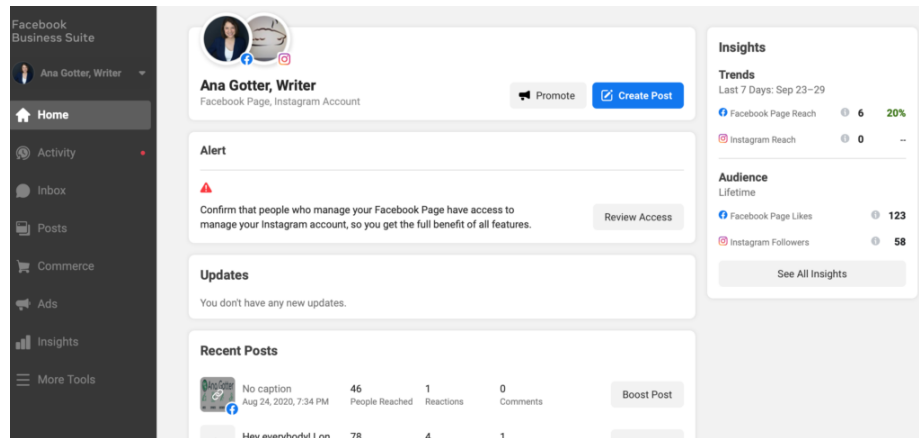 Facebook
Business Suite
Ana Gotter, Writer
Home
Activity
Inbox
Posts
Commerce
Ads
Insights
More Tools
Ana Gotter, Writer
Facebook Page, Instagram Account
Promote
Create Post
Alert
Confirm that people who manage your Facebook Page have access to
manage your Instagram account, so you get the full benefit of all features.
Review Access
Updates
You don't have any new updates.
Recent Posts
No caption
Aug 24, 2020, 7:34 PM
46
People Reached
1
Reactions
0
Comments
Boost Post
Hey everybody! I on
78
4
1
Insights
Trends
Last 7 Days: Sep 23–29
Facebook Page Reach 6 20%
Instagram Reach 0 --
Audience
Lifetime
Facebook Page Likes 123
Instagram Followers 58
See All Insights